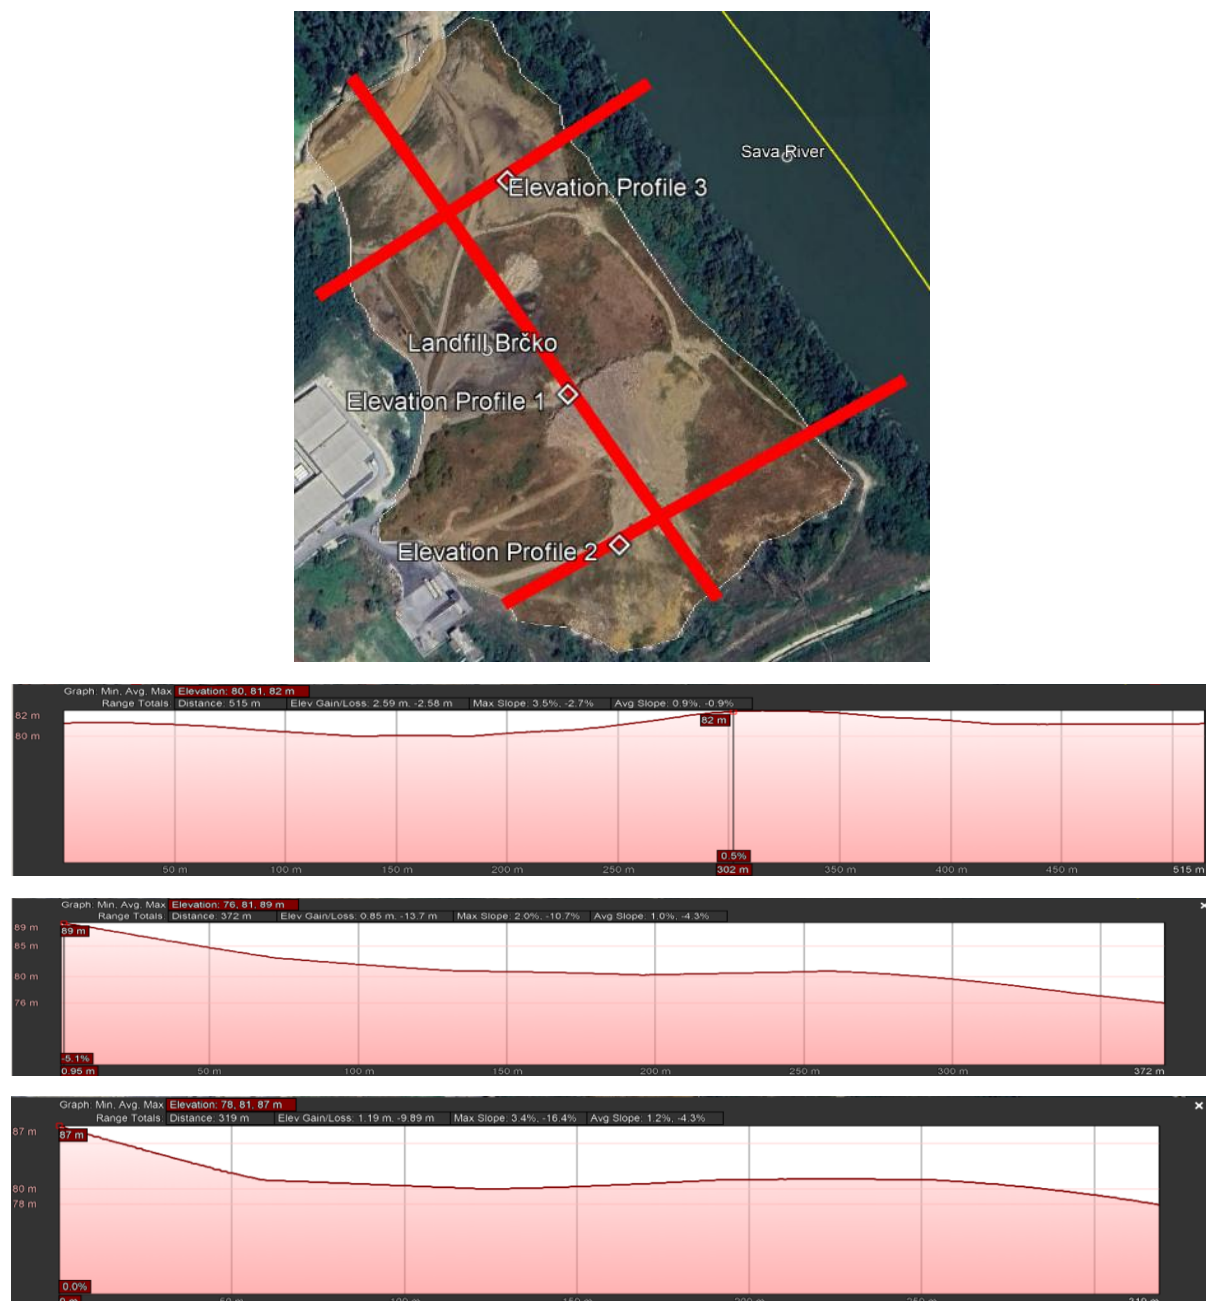 Sava River
Elevation Profile 3
Landfill Brčko
Elevation Profile 1
Elevation Profile 2
Graph: Min, Avg, Max Elevation: 80, 81, 82 m
Range Totals: Distance: 515 m Elev Gain/Loss: 2.59 m, -2.58 m Max Slope: 3.5%, -2.7% Avg Slope: 0.9%, -0.9%
82 m
80 m
82 m
0.5%
50 m 100 m 150 m 200 m 250 m 302 m 350 m 400 m 450 m 515 m
Graph: Min, Avg, Max Elevation: 76, 81, 89 m
Range Totals: Distance: 372 m Elev Gain/Loss: 0.85 m, -13.7 m Max Slope: 2.0%, -10.7% Avg Slope: 1.0%, -4.3%
89 m
89 m
85 m
80 m
76 m
-5.1%
0.95 m 50 m 100 m 150 m 200 m 250 m 300 m 372 m
Graph: Min, Avg, Max Elevation: 78, 81, 87 m
Range Totals: Distance: 319 m Elev Gain/Loss: 1.19 m, -9.89 m Max Slope: 3.4%, -16.4% Avg Slope: 1.2%, -4.3%
87 m
87 m
80 m
78 m
0.0%